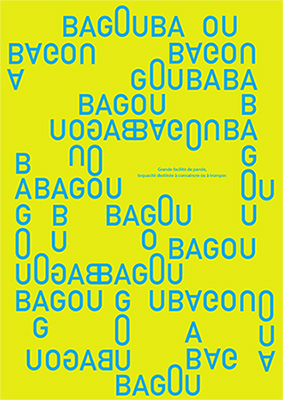 BAGOUBA OU
BAGOU BAGOU
A GOUBABA
BAGOU B
UOGABBAGOUBA
B OU G
Grande facilité de parole,
loquacité destinée à convaincre ou à tromper.
ABAGOU OU
G B BAGOU U
O U O BAGOU
UOGABBAGOU
BAGOU G UBAGOUO
G O A U
UOGABU BAG A
BAGOU